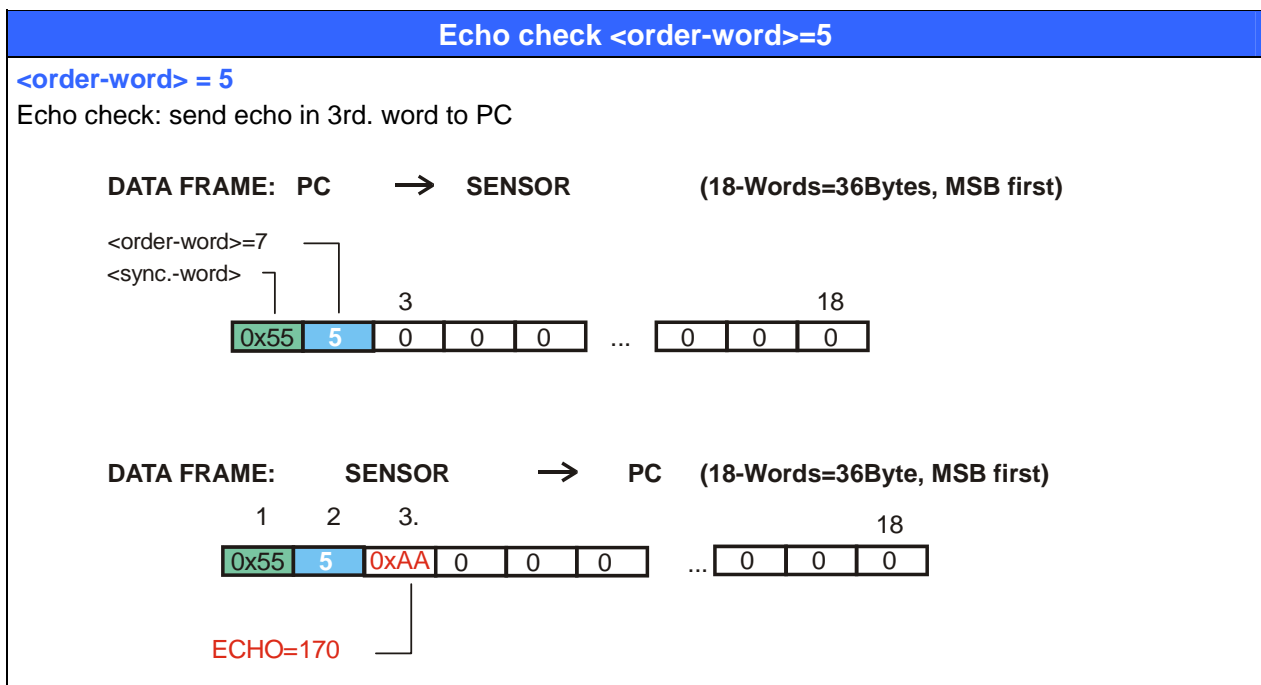 Echo check <order-word>=5
<order-word> = 5
Echo check: send echo in 3rd. word to PC
DATA FRAME: PC → SENSOR (18-Words=36Bytes, MSB first)
<order-word>=7
<sync.-word>
3 18
0x55 5 0 0 0 ... 0 0 0
DATA FRAME: SENSOR → PC (18-Words=36Byte, MSB first)
1 2 3. 18
0x55 5 0xAA 0 0 0 ... 0 0 0
ECHO=170